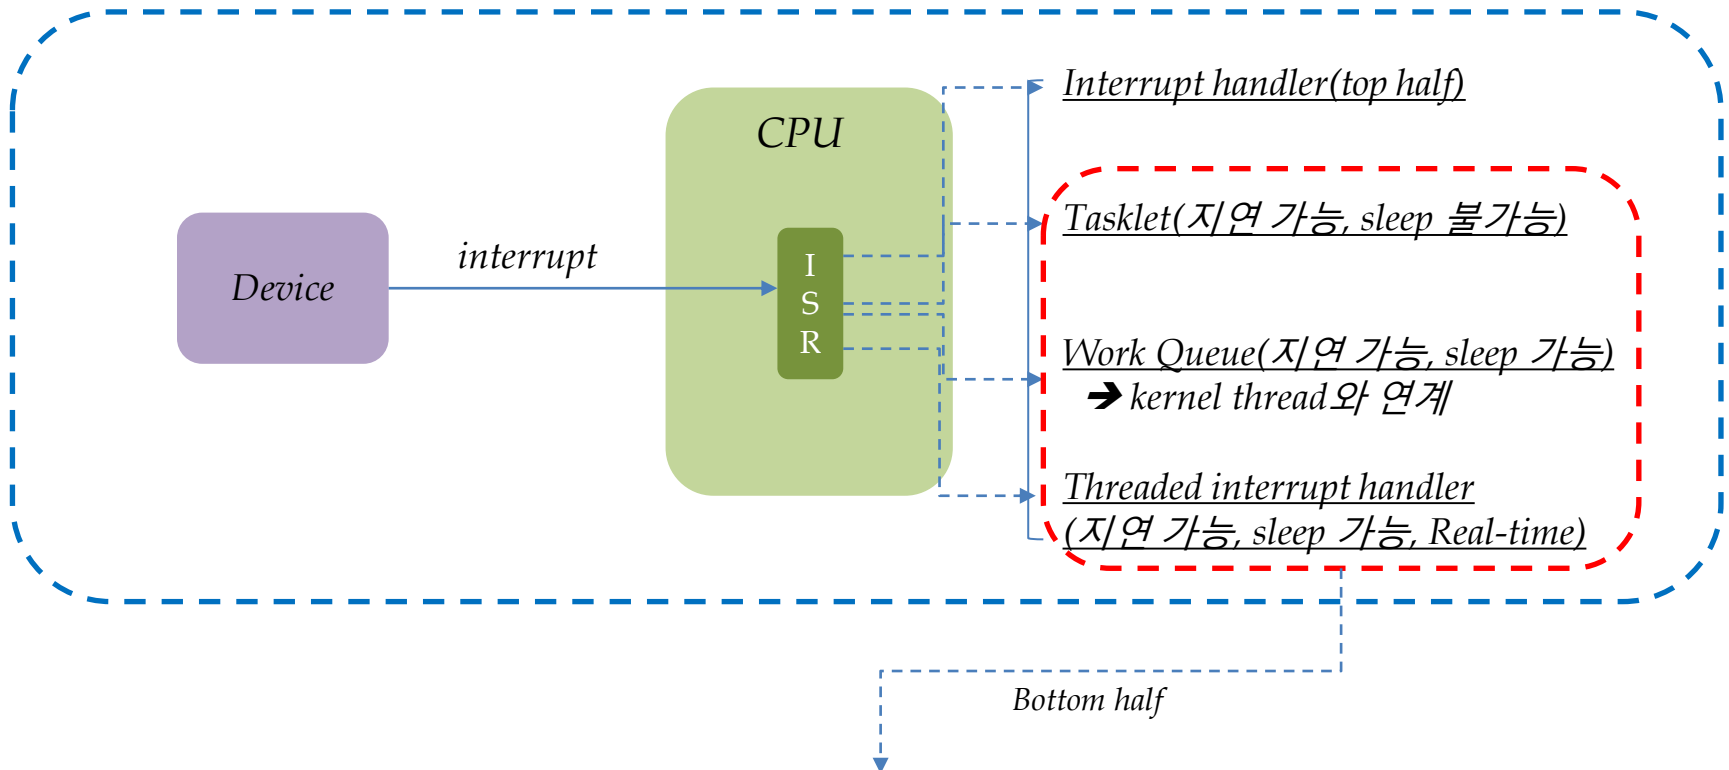 Interrupt handler(top half)
CPU
Tasklet(지연 가능, sleep 불가능)
interrupt
Device
I
S
R
Work Queue(지연 가능, sleep 가능)
➔ kernel thread와 연계
Threaded interrupt handler
(지연 가능, sleep 가능, Real-time)
Bottom half